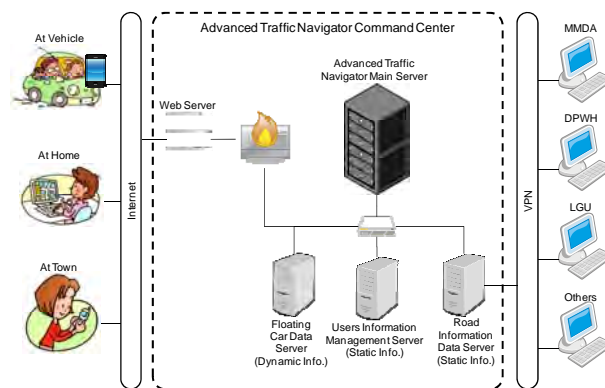 Advanced Traffic Navigator Command Center
At Vehicle
At Home
At Town
Internet
Web Server
Advanced Traffic
Navigator Main Server
Floating
Car Data
Server
(Dynamic Info.)
Users Information
Management Server
(Static Info.)
Road
Information
Data Server
(Static Info.)
VPN
MMDA
DPWH
LGU
Others